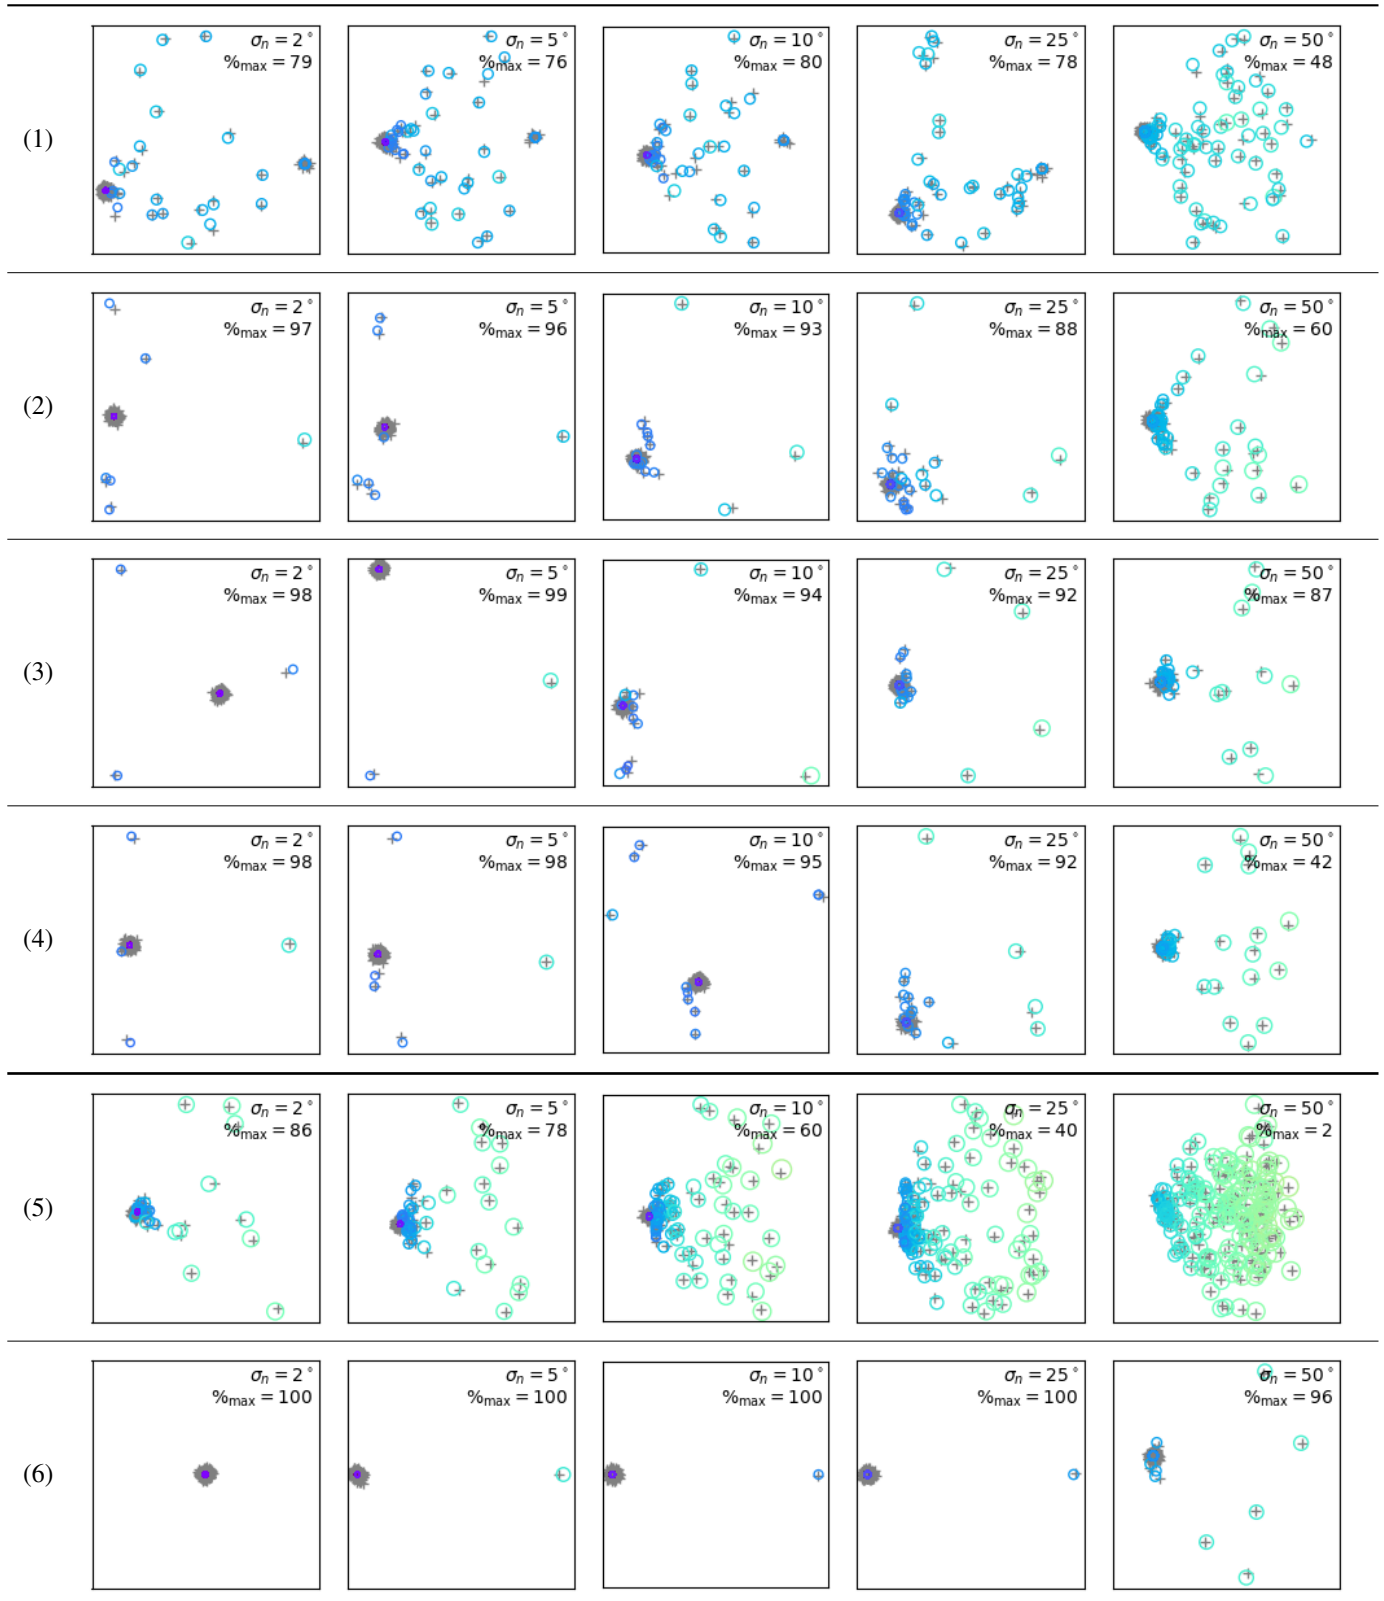 σn = 2° σn = 5° σn = 10° σn = 25° σn = 50°
%max = 79 %max = 76 %max = 80 %max = 78 %max = 48
(1)
σn = 2° σn = 5° σn = 10° σn = 25° σn = 50°
%max = 97 %max = 96 %max = 93 %max = 88 %max = 60
(2)
σn = 2° σn = 5° σn = 10° σn = 25° σn = 50°
%max = 98 %max = 99 %max = 94 %max = 92 %max = 87
(3)
σn = 2° σn = 5° σn = 10° σn = 25° σn = 50°
%max = 98 %max = 98 %max = 95 %max = 92 %max = 42
(4)
σn = 2° σn = 5° σn = 10° σn = 25° σn = 50°
%max = 86 %max = 78 %max = 60 %max = 40 %max = 2
(5)
σn = 2° σn = 5° σn = 10° σn = 25° σn = 50°
%max = 100 %max = 100 %max = 100 %max = 100 %max = 96
(6)